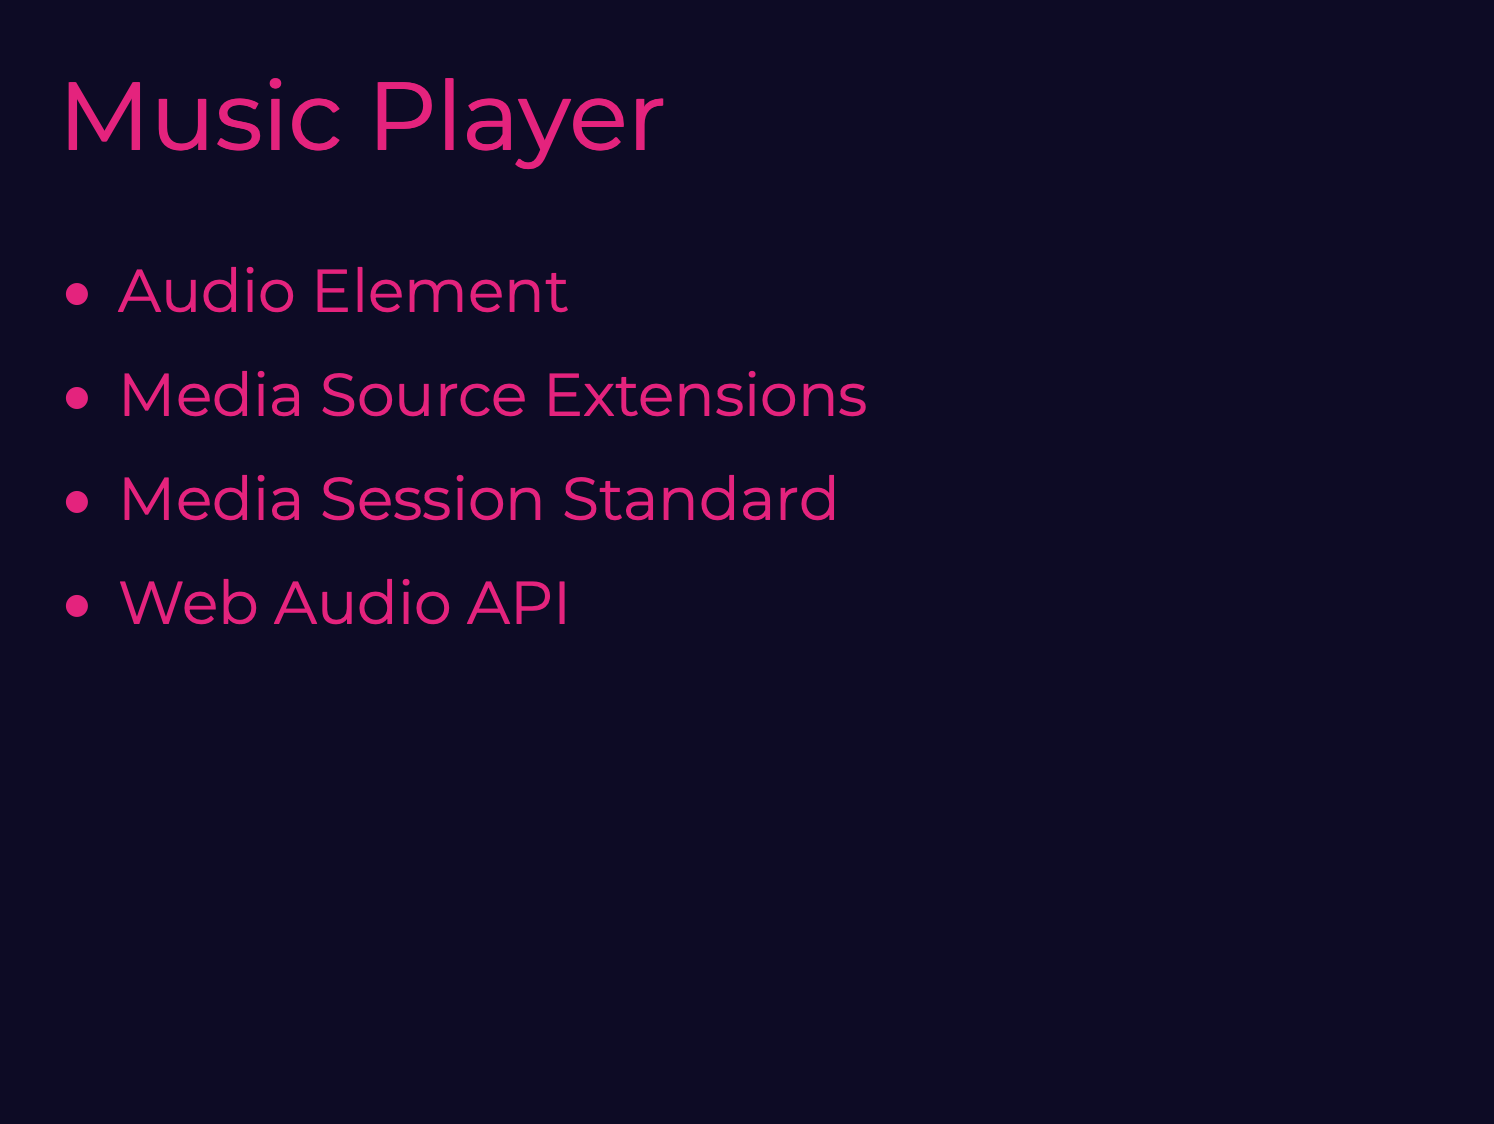 Music Player
• Audio Element
• Media Source Extensions
• Media Session Standard
• Web Audio API